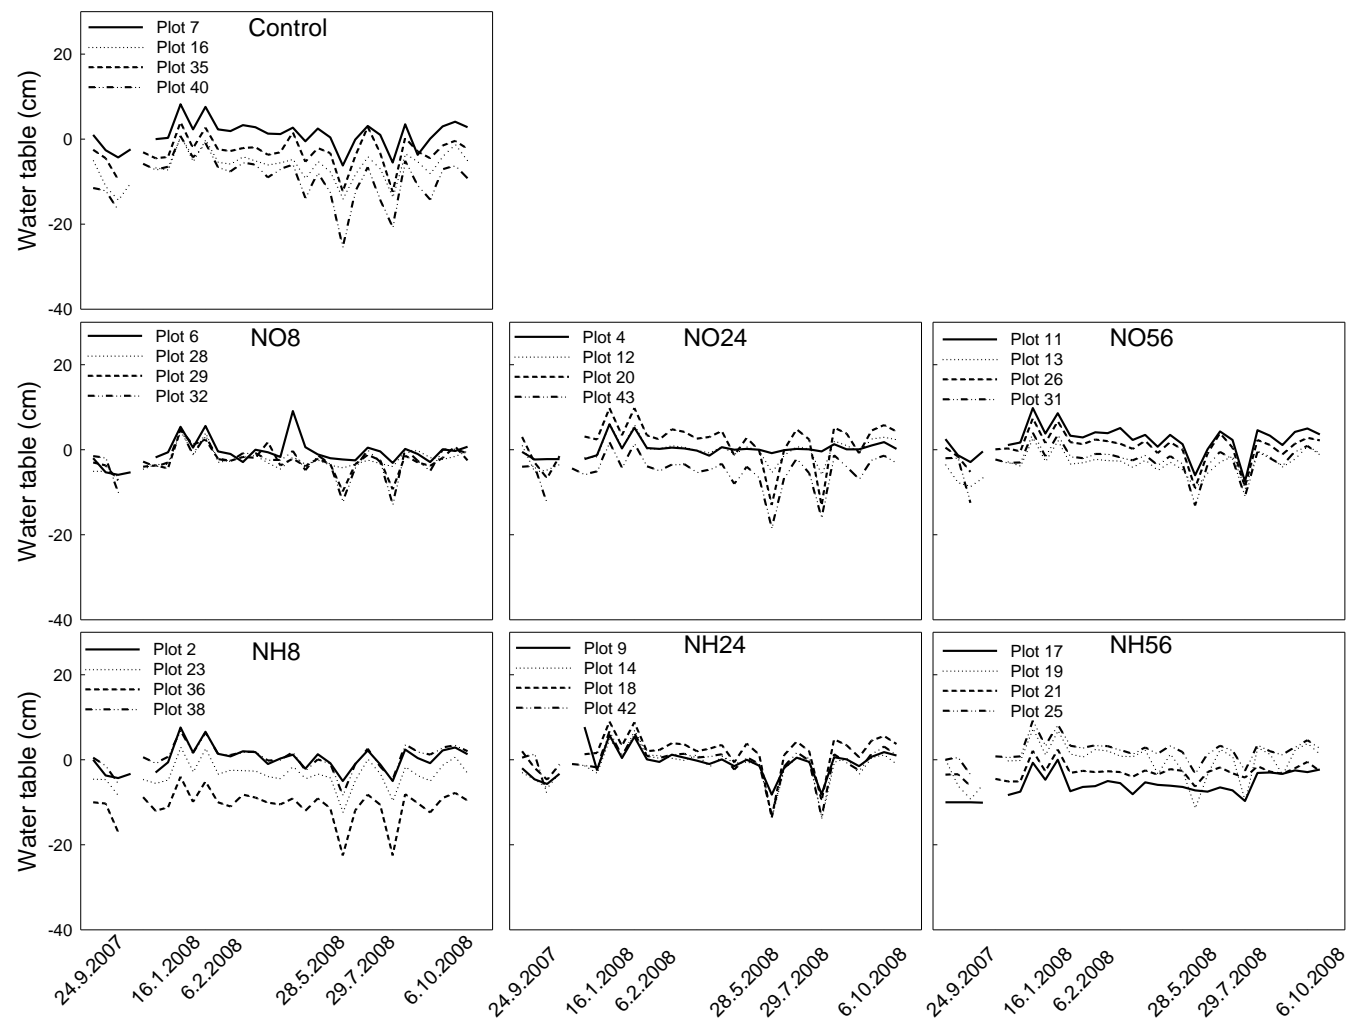 Control
Plot 7
Plot 16
Plot 35
Plot 40
Water table (cm)
20
0
-20
-40
NO8
Plot 6
Plot 28
Plot 29
Plot 32
Water table (cm)
20
0
-20
-40
NO24
Plot 4
Plot 12
Plot 20
Plot 43
NO56
Plot 11
Plot 13
Plot 26
Plot 31
NH8
Plot 2
Plot 23
Plot 36
Plot 38
Water table (cm)
20
0
-20
-40
NH24
Plot 9
Plot 14
Plot 18
Plot 42
NH56
Plot 17
Plot 19
Plot 21
Plot 25
24.9.2007
16.1.2008
6.2.2008
28.5.2008
29.7.2008
6.10.2008
24.9.2007
16.1.2008
6.2.2008
28.5.2008
29.7.2008
6.10.2008
24.9.2007
16.1.2008
6.2.2008
28.5.2008
29.7.2008
6.10.2008